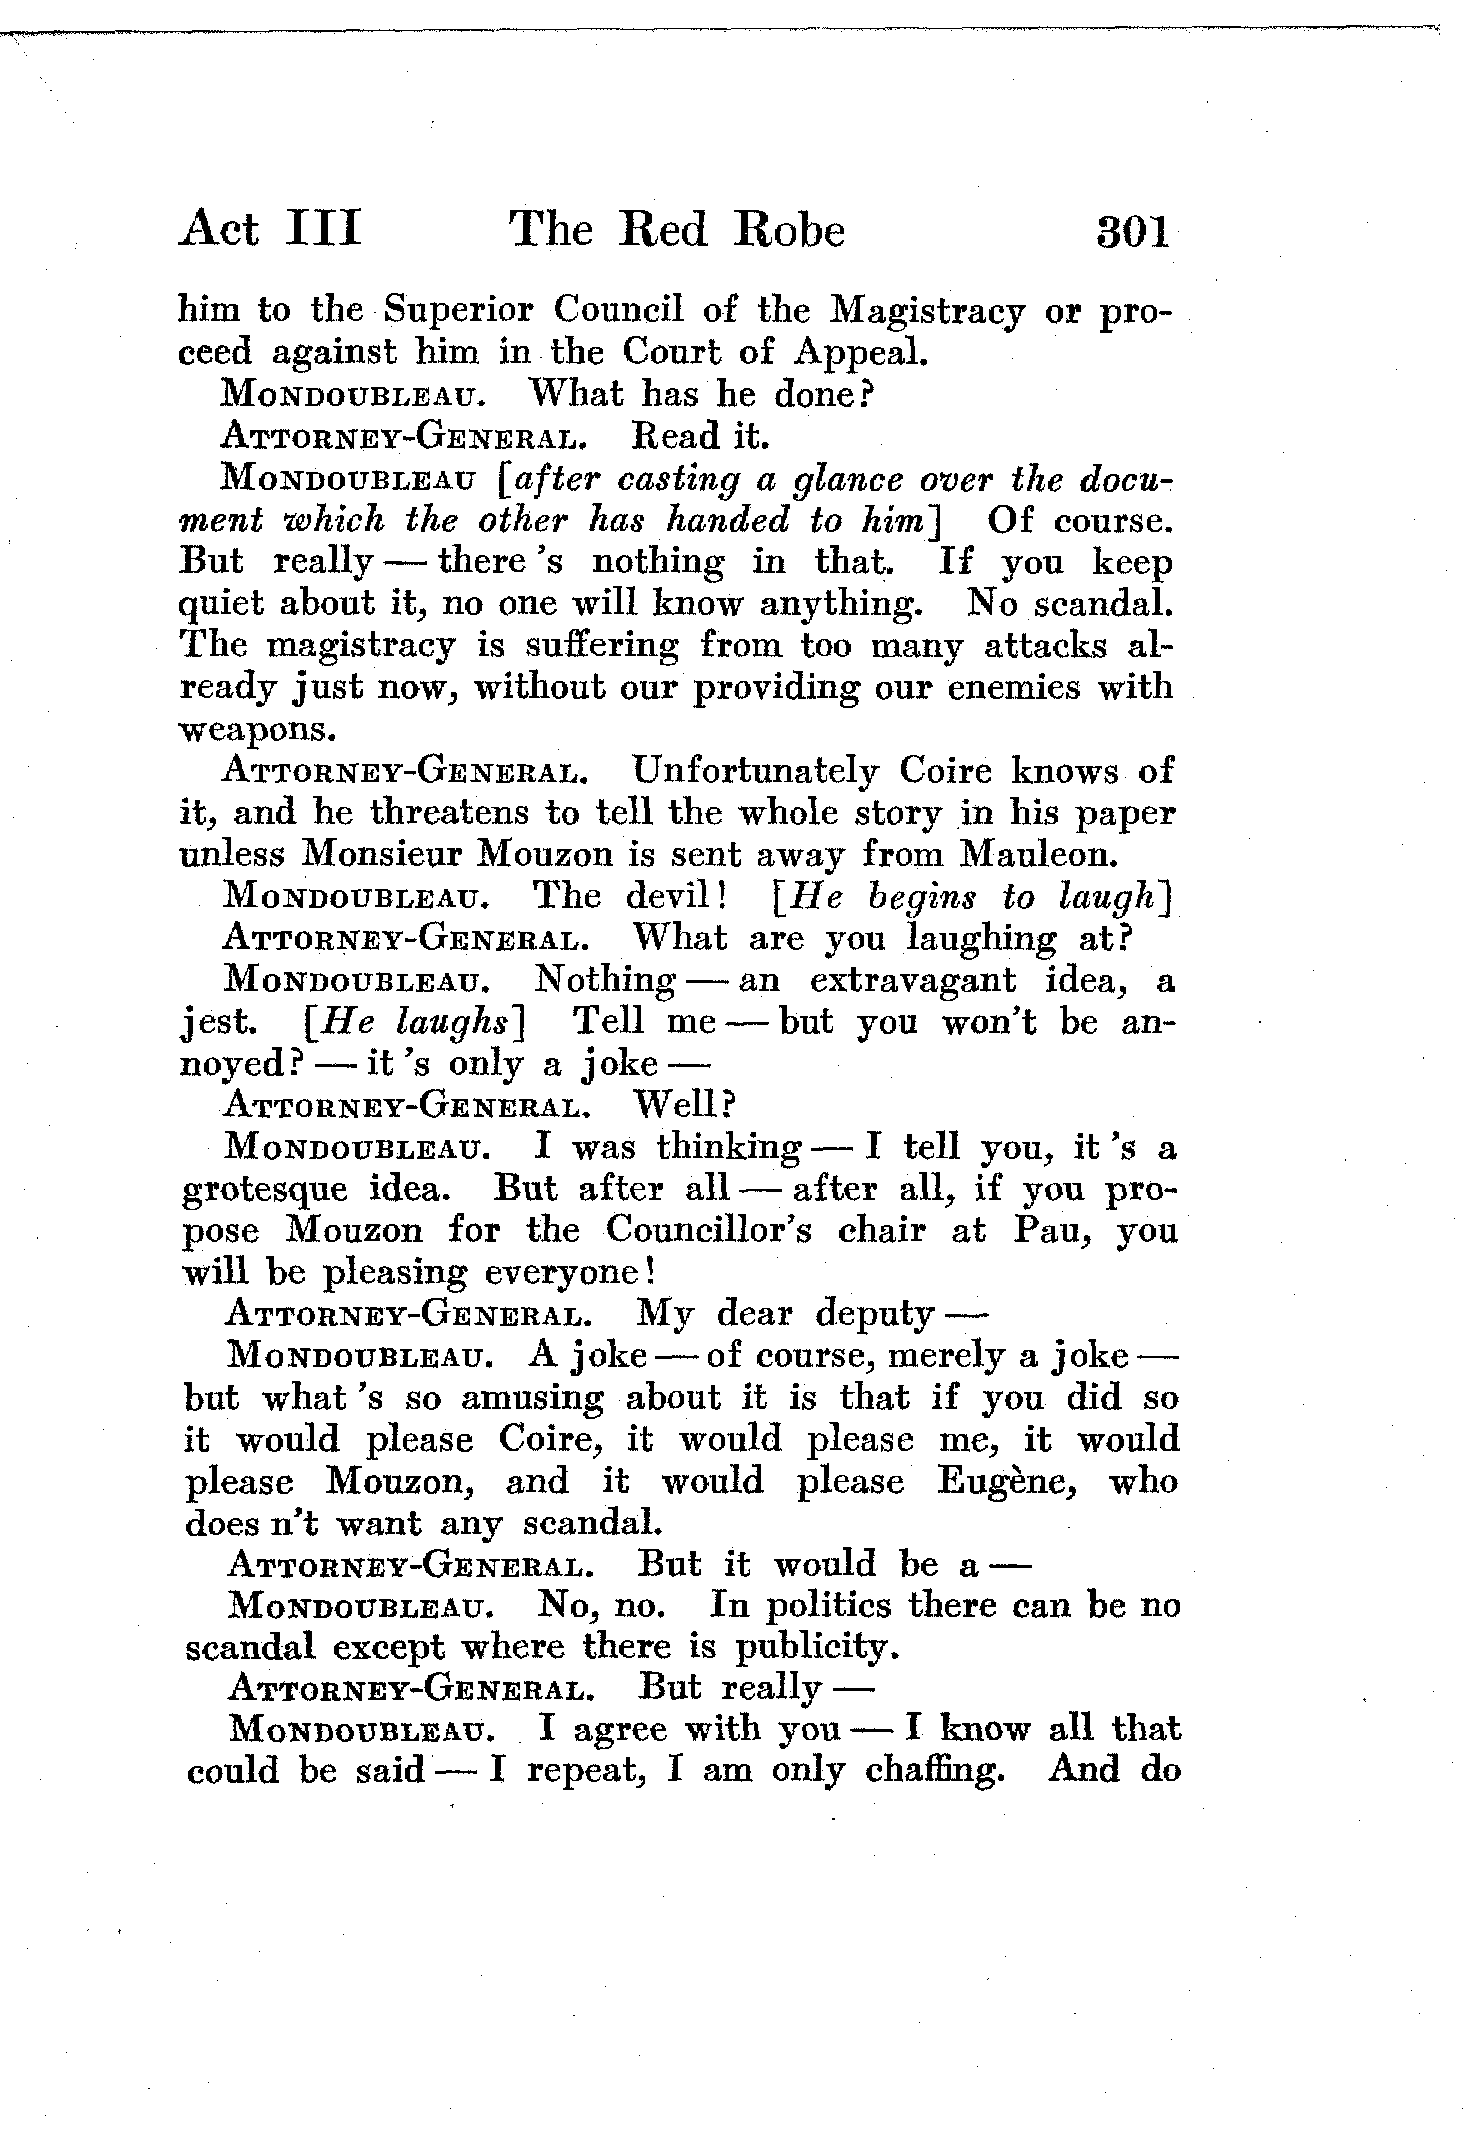 Act III The Red Robe 301
him to the Superior Council of the Magistracy or pro-
ceed against him in the Court of Appeal.
MONDOUBLEAU. What has he done?
ATTORNEY-GENERAL. Read it.
MONDOUBLEAU [after casting a glance over the docu-
ment which the other has handed to him] Of course.
But really — there 's nothing in that. If you keep
quiet about it, no one will know anything. No scandal.
The magistracy is suffering from too many attacks al-
ready just now, without our providing our enemies with
weapons.
ATTORNEY-GENERAL. Unfortunately Coire knows of
it, and he threatens to tell the whole story in his paper
unless Monsieur Mouzon is sent away from Mauleon.
MONDOUBLEAU. The devil! [He begins to laugh]
ATTORNEY-GENERAL. What are you laughing at?
MONDOUBLEAU. Nothing — an extravagant idea, a
jest. [He laughs] Tell me — but you won't be an-
noyed? — it 's only a joke —
ATTORNEY-GENERAL. Well?
MONDOUBLEAU. I was thinking — I tell you, it 's a
grotesque idea. But after all — after all, if you pro-
pose Mouzon for the Councillor's chair at Pau, you
will be pleasing everyone!
ATTORNEY-GENERAL. My dear deputy —
MONDOUBLEAU. A joke — of course, merely a joke —
but what 's so amusing about it is that if you did so
it would please Coire, it would please me, it would
please Mouzon, and it would please Eugène, who
does n't want any scandal.
ATTORNEY-GENERAL. But it would be a —
MONDOUBLEAU. No, no. In politics there can be no
scandal except where there is publicity.
ATTORNEY-GENERAL. But really —
MONDOUBLEAU. I agree with you — I know all that
could be said — I repeat, I am only chaffing. And do